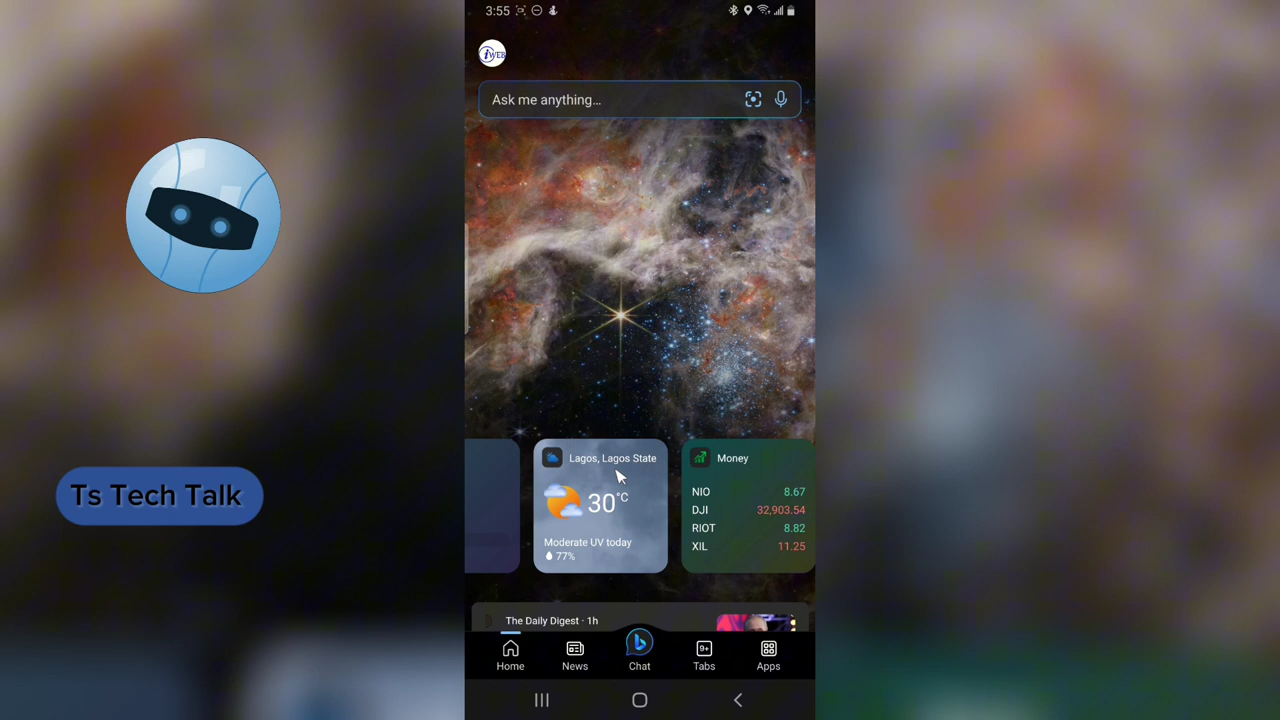 3:55
iWEB
Ask me anything...
Lagos, Lagos State
30°C
Moderate UV today
77%
Money
NIO 8.67
DJI 32,903.54
RIOT 8.82
XIL 11.25
The Daily Digest · 1h
Home
News
Chat
9+
Tabs
Apps
Ts Tech Talk